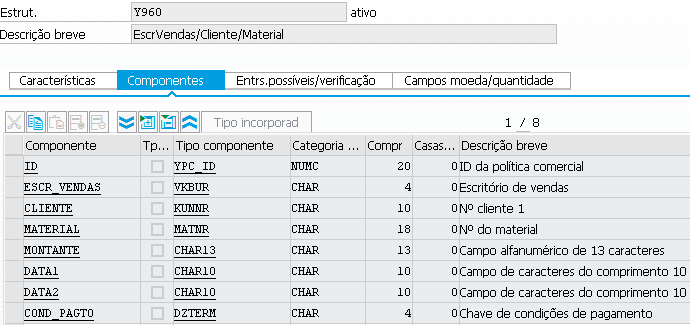 Estrut. Y960 ativo
Descrição breve EscrVendas/Cliente/Material
Características Componentes Entrs.possíveis/verificação Campos moeda/quantidade
Tipo incorporad 1 / 8
Componente Tp... Tipo componente Categoria ... Compr Casas... Descrição breve
ID YPC_ID NUMC 20 0 ID da política comercial
ESCR_VENDAS VKBUR CHAR 4 0 Escritório de vendas
CLIENTE KUNNR CHAR 10 0 Nº cliente 1
MATERIAL MATNR CHAR 18 0 Nº do material
MONTANTE CHAR13 CHAR 13 0 Campo alfanumérico de 13 caracteres
DATA1 CHAR10 CHAR 10 0 Campo de caracteres do comprimento 10
DATA2 CHAR10 CHAR 10 0 Campo de caracteres do comprimento 10
COND_PAGTO DZTERM CHAR 4 0 Chave de condições de pagamento